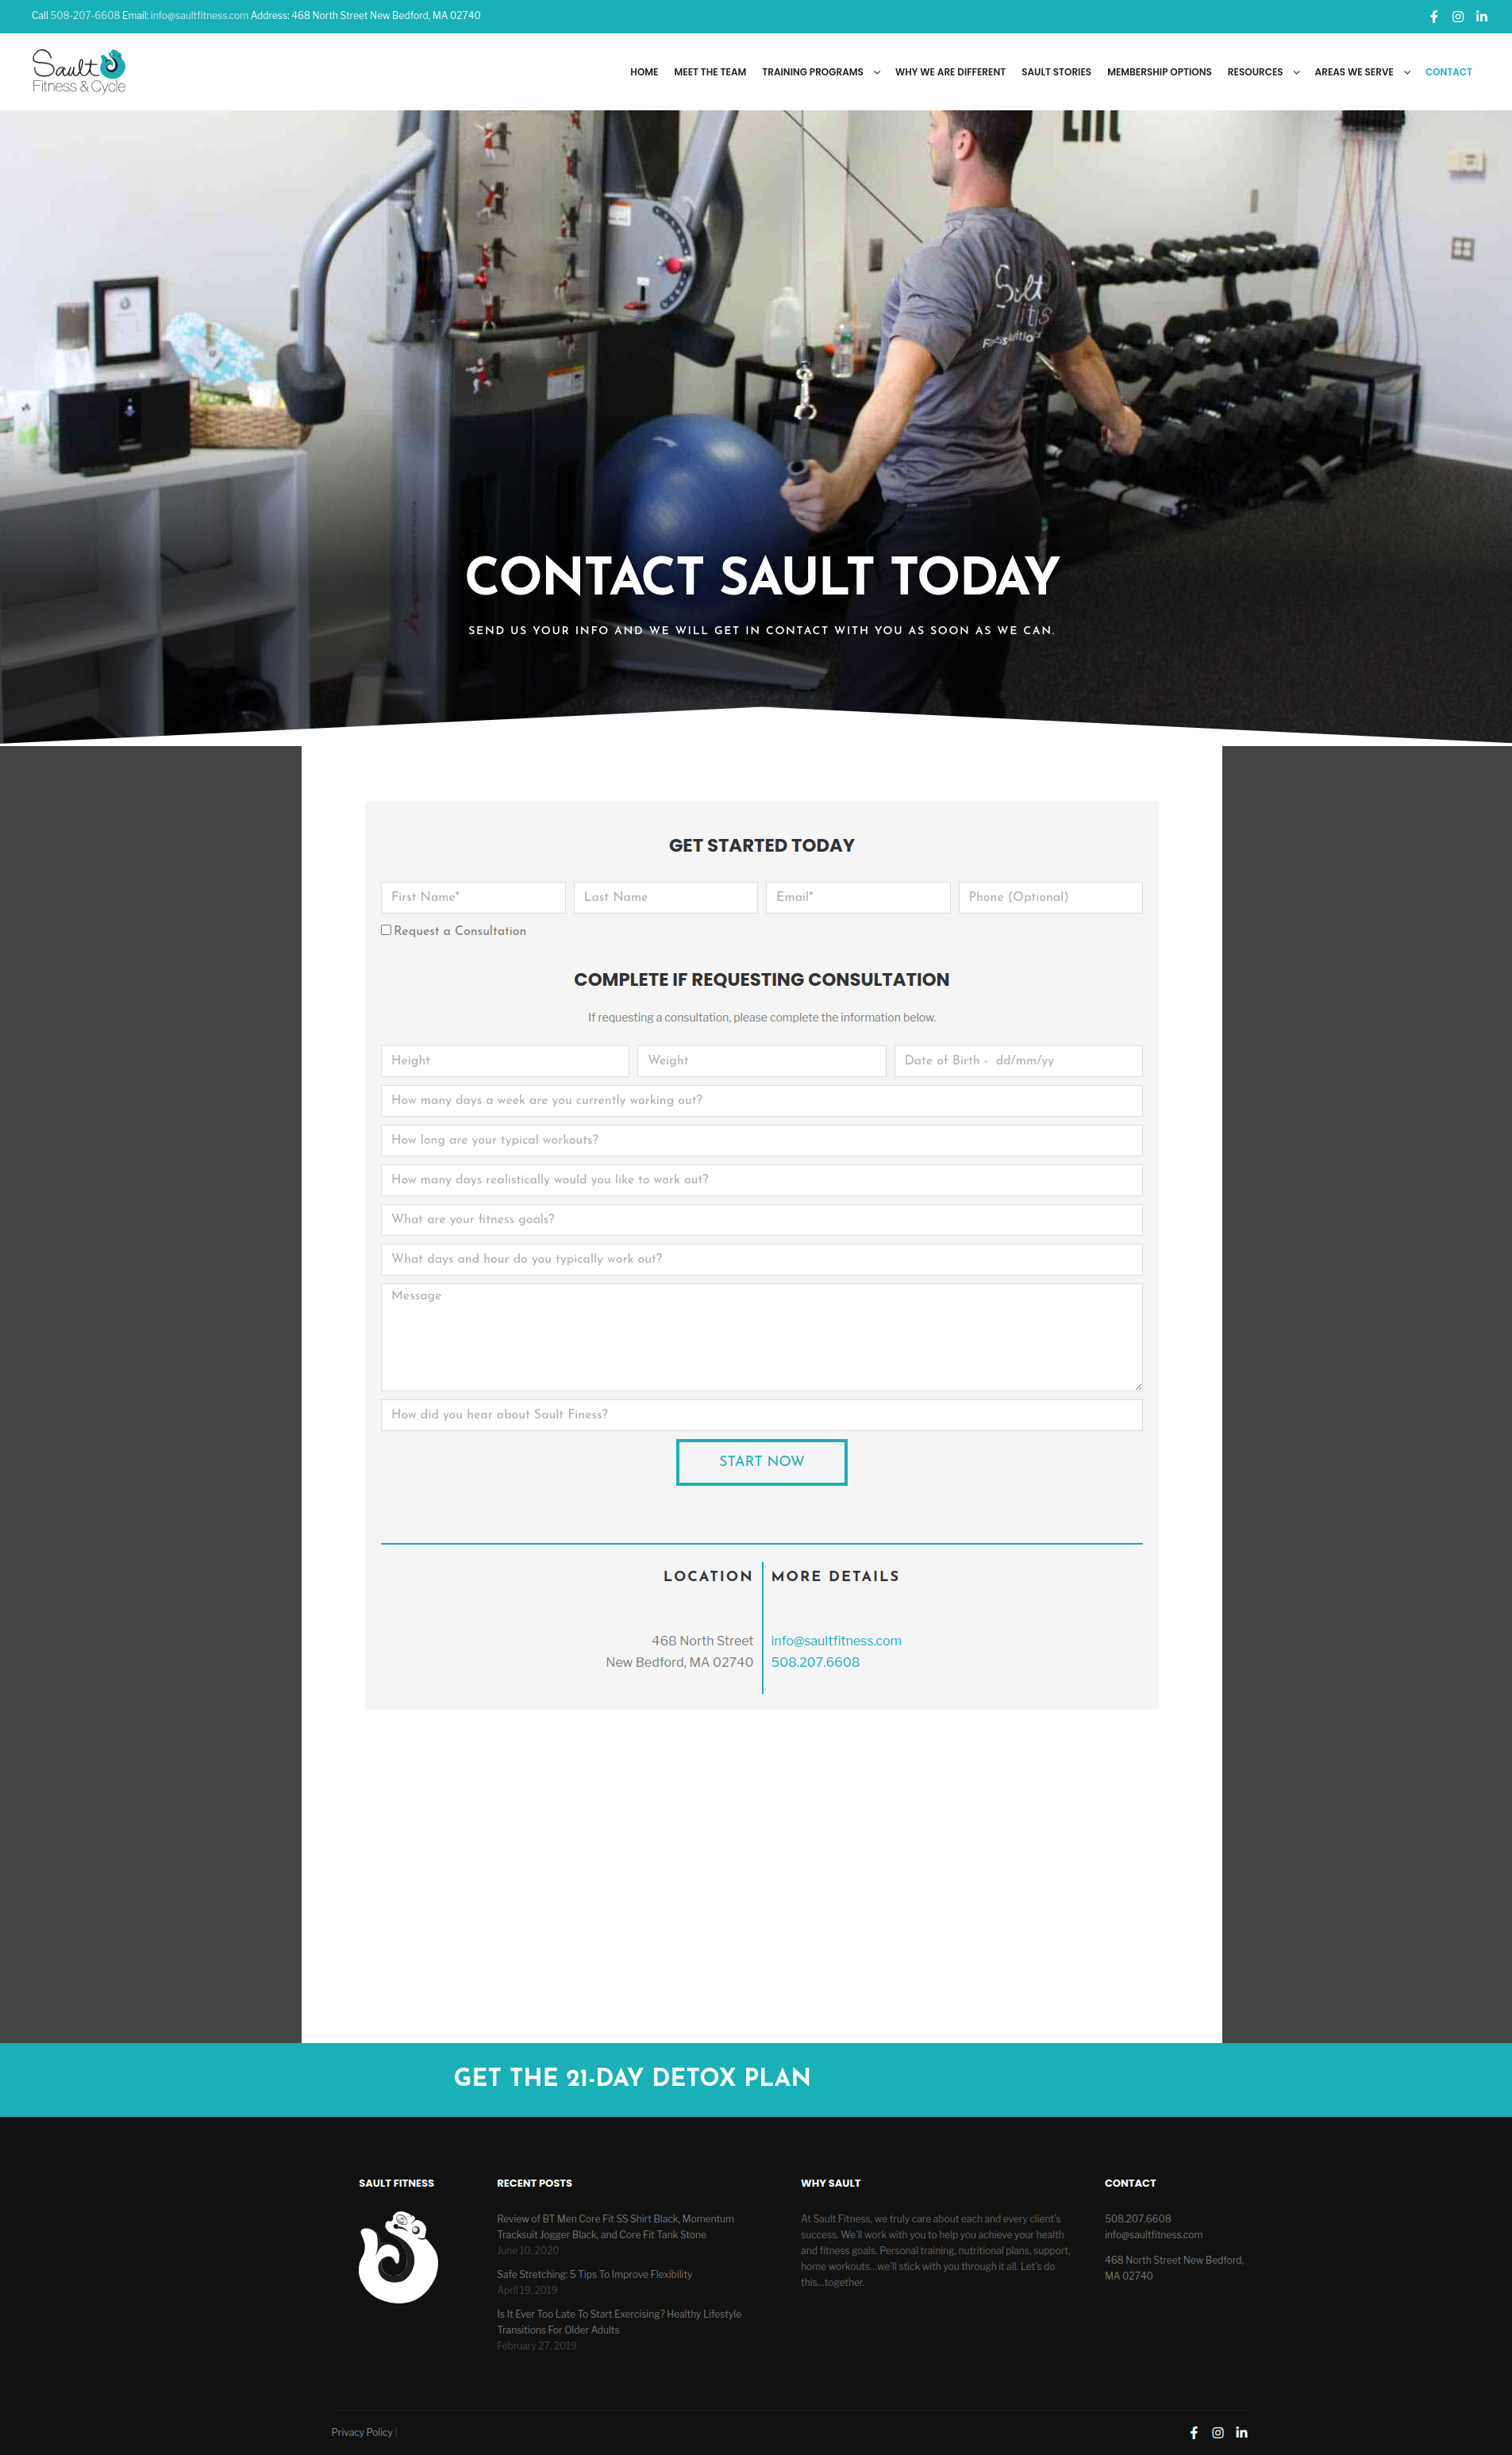 Call 508-207-6608 Email: info@saultfitness.com Address: 468 North Street New Bedford, MA 02740
Sault
Fitness & Cycle
HOME MEET THE TEAM TRAINING PROGRAMS WHY WE ARE DIFFERENT SAULT STORIES MEMBERSHIP OPTIONS RESOURCES AREAS WE SERVE CONTACT
CONTACT SAULT TODAY
SEND US YOUR INFO AND WE WILL GET IN CONTACT WITH YOU AS SOON AS WE CAN.
GET STARTED TODAY
First Name* Last Name Email* Phone (Optional)
Request a Consultation
COMPLETE IF REQUESTING CONSULTATION
If requesting a consultation, please complete the information below.
Height Weight Date of Birth - dd/mm/yy
How many days a week are you currently working out?
How long are your typical workouts?
How many days realistically would you like to work out?
What are your fitness goals?
What days and hour do you typically work out?
Message
How did you hear about Sault Finess?
START NOW
LOCATION
468 North Street
New Bedford, MA 02740
MORE DETAILS
info@saultfitness.com
508.207.6608
GET THE 21-DAY DETOX PLAN
SAULT FITNESS
RECENT POSTS
Review of BT Men Core Fit SS Shirt Black, Momentum
Tracksuit Jogger Black, and Core Fit Tank Stone
June 10, 2020
Safe Stretching: 5 Tips To Improve Flexibility
April 19, 2019
Is It Ever Too Late To Start Exercising? Healthy Lifestyle
Transitions For Older Adults
February 27, 2019
WHY SAULT
At Sault Fitness, we truly care about each and every client's
success. We'll work with you to help you achieve your health
and fitness goals. Personal training, nutritional plans, support,
home workouts...we'll stick with you through it all. Let's do
this...together.
CONTACT
508.207.6608
info@saultfitness.com
468 North Street New Bedford,
MA 02740
Privacy Policy |